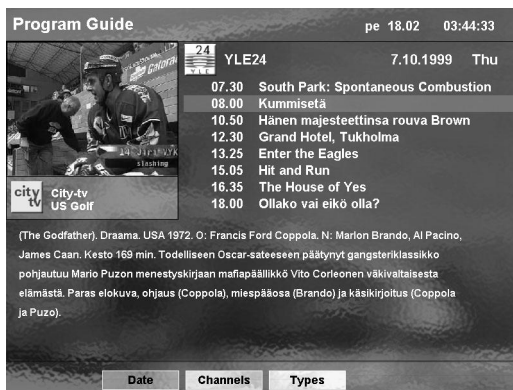 Program Guide
pe 18.02 03:44:33
24
YLE
YLE24 7.10.1999 Thu
07.30 South Park: Spontaneous Combustion
08.00 Kummisetä
10.50 Hänen majesteettinsa rouva Brown
12.30 Grand Hotel, Tukholma
13.25 Enter the Eagles
15.05 Hit and Run
16.35 The House of Yes
18.00 Ollako vai eikö olla?
slashing
city tv
City-tv
US Golf
(The Godfather). Draama. USA 1972. O: Francis Ford Coppola. N: Marlon Brando, Al Pacino,
James Caan. Kesto 169 min. Todelliseen Oscar-sateeseen päätynyt gangsteriklassikko
pohjautuu Mario Puzon menestyskirjaan mafiapäällikkö Vito Corleonen väkivaltaisesta
elämästä. Paras elokuva, ohjaus (Coppola), miespääosa (Brando) ja käsikirjoitus (Coppola
ja Puzo).
Date Channels Types